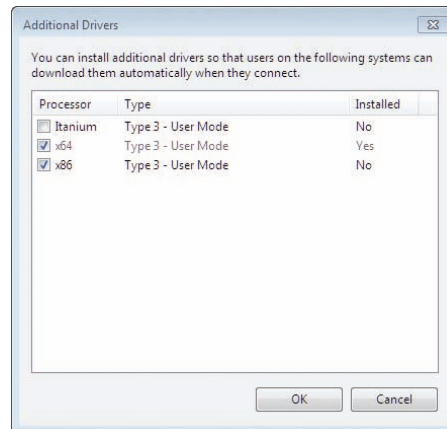 Additional Drivers
You can install additional drivers so that users on the following systems can
download them automatically when they connect.
Processor Type Installed
Itanium Type 3 - User Mode No
x64 Type 3 - User Mode Yes
x86 Type 3 - User Mode No
OK Cancel